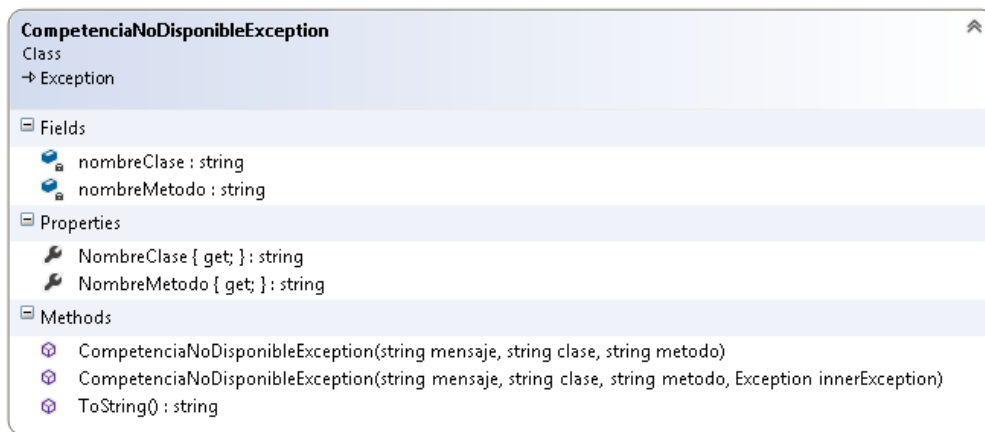 CompetenciaNoDisponibleException
Class
Exception
Fields
nombreClase : string
nombreMetodo : string
Properties
NombreClase { get; } : string
NombreMetodo { get; } : string
Methods
CompetenciaNoDisponibleException(string mensaje, string clase, string metodo)
CompetenciaNoDisponibleException(string mensaje, string clase, string metodo, Exception innerException)
ToString() : string